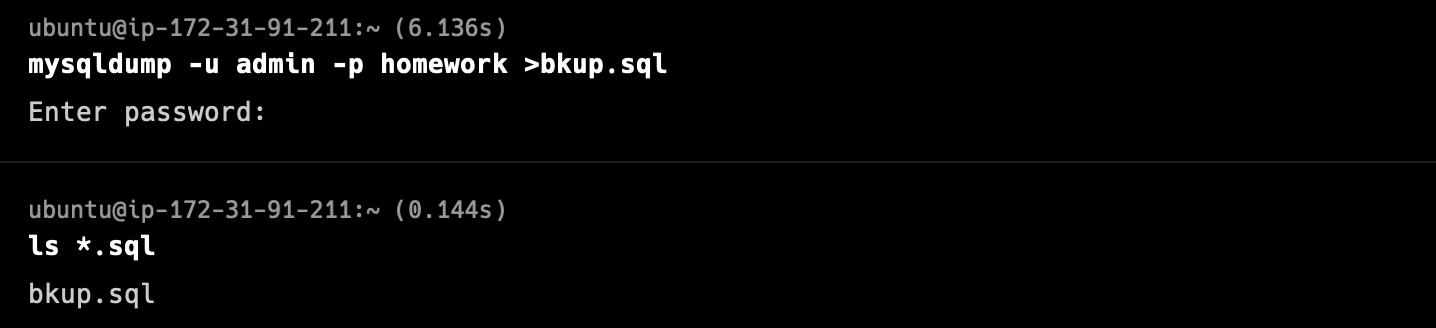 ubuntu@ip-172-31-91-211:~ (6.136s)
mysqldump -u admin -p homework >bkup.sql
Enter password:
ubuntu@ip-172-31-91-211:~ (0.144s)
ls *.sql
bkup.sql